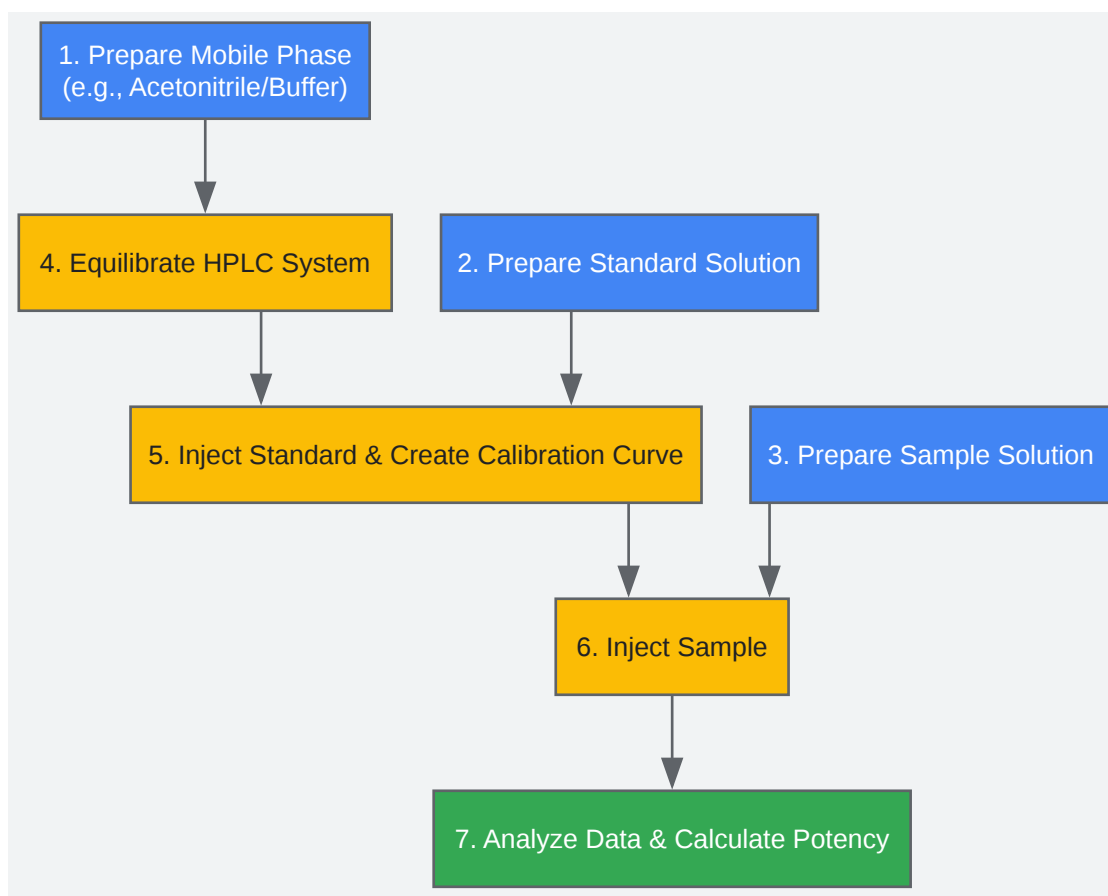 1. Prepare Mobile Phase
(e.g., Acetonitrile/Buffer)
4. Equilibrate HPLC System
2. Prepare Standard Solution
5. Inject Standard & Create Calibration Curve
3. Prepare Sample Solution
6. Inject Sample
7. Analyze Data & Calculate Potency